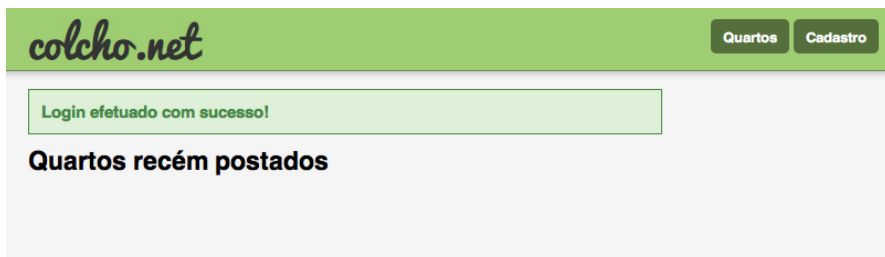 colcho.net
Quartos
Cadastro
Login efetuado com sucesso!
Quartos recém postados